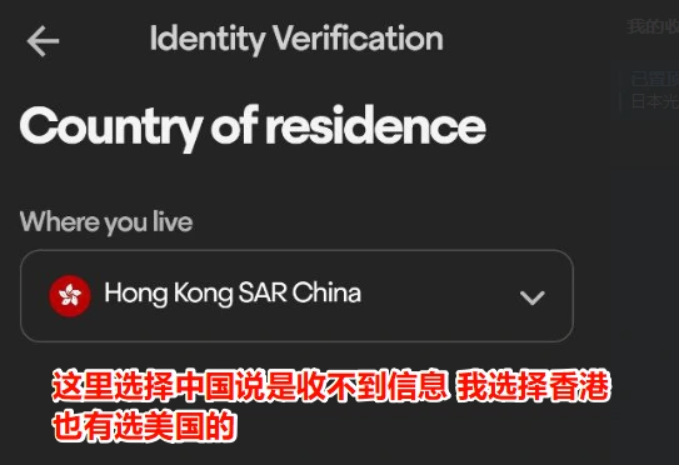 Identity Verification
Country of residence
Where you live
Hong Kong SAR China
这里选择中国说是收不到信息 我选择香港
也有选美国的
我的收
已置顶
日本光